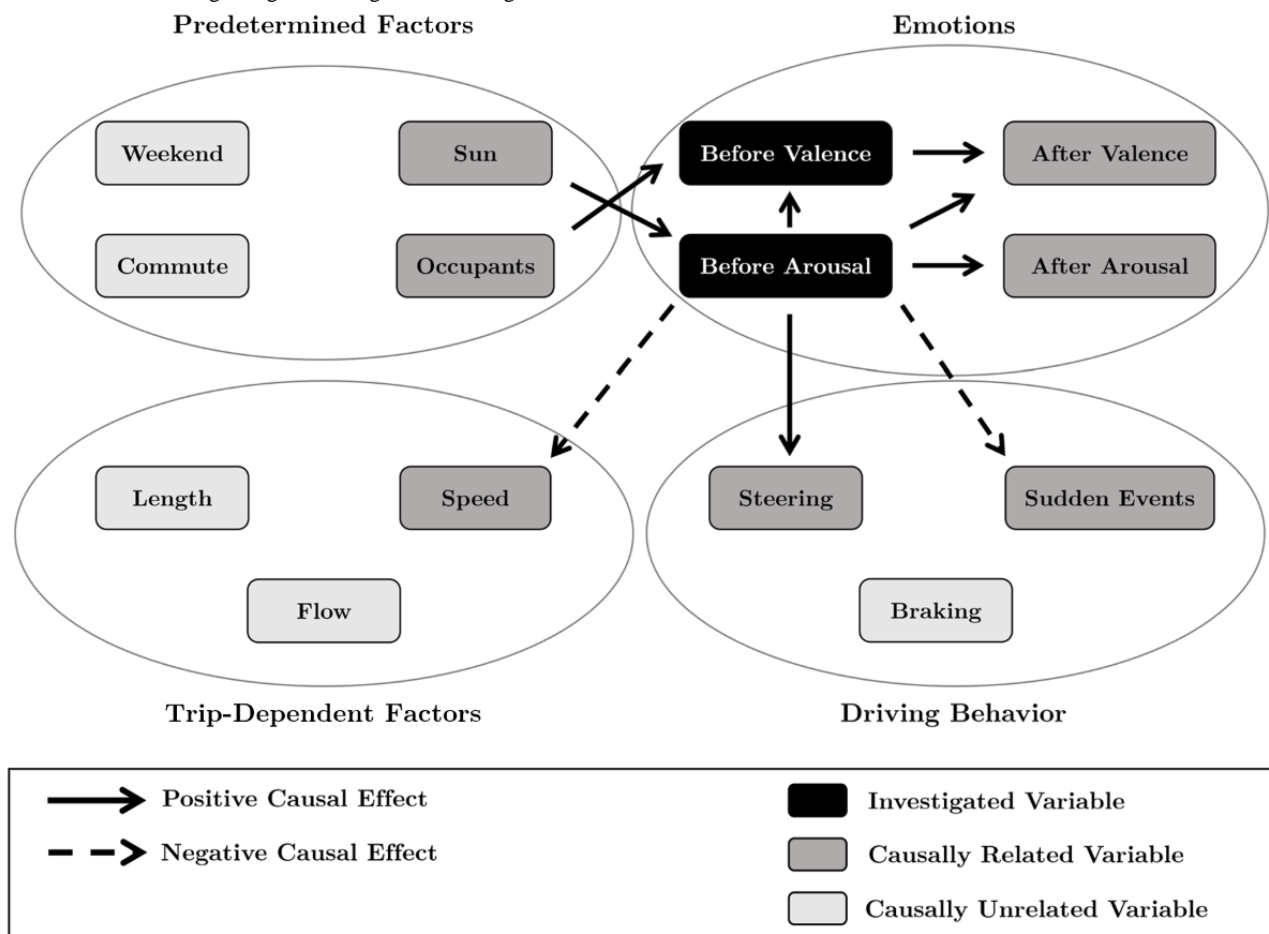 Predetermined Factors
Emotions
Weekend
Sun
Before Valence
After Valence
Commute
Occupants
Before Arousal
After Arousal
Length
Speed
Steering
Sudden Events
Flow
Braking
Trip-Dependent Factors
Driving Behavior
Positive Causal Effect
Investigated Variable
Negative Causal Effect
Causally Related Variable
Causally Unrelated Variable